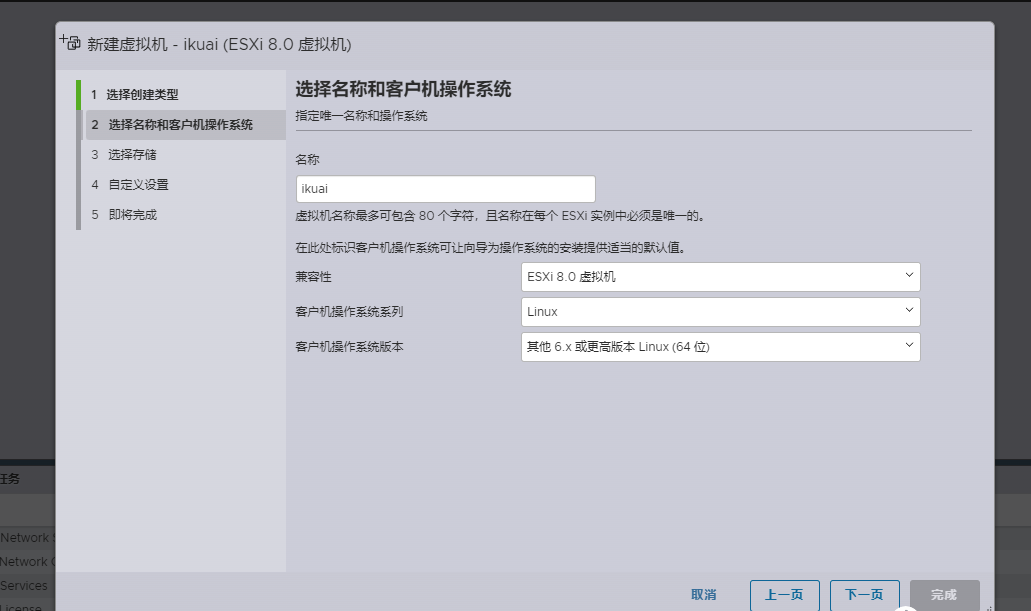 新建虚拟机 - ikuai (ESXi 8.0 虚拟机)
1 选择创建类型
2 选择名称和客户机操作系统
3 选择存储
4 自定义设置
5 即将完成
选择名称和客户机操作系统
指定唯一名称和操作系统
名称
ikuai
虚拟机名称最多可包含 80 个字符，且名称在每个 ESXi 实例中必须是唯一的。
在此处标识客户机操作系统可让向导为操作系统的安装提供适当的默认值。
兼容性 ESXi 8.0 虚拟机
客户机操作系统系列 Linux
客户机操作系统版本 其他 6.x 或更高版本 Linux (64 位)
任务
Network
Network
Services
License
取消 上一页 下一页 完成